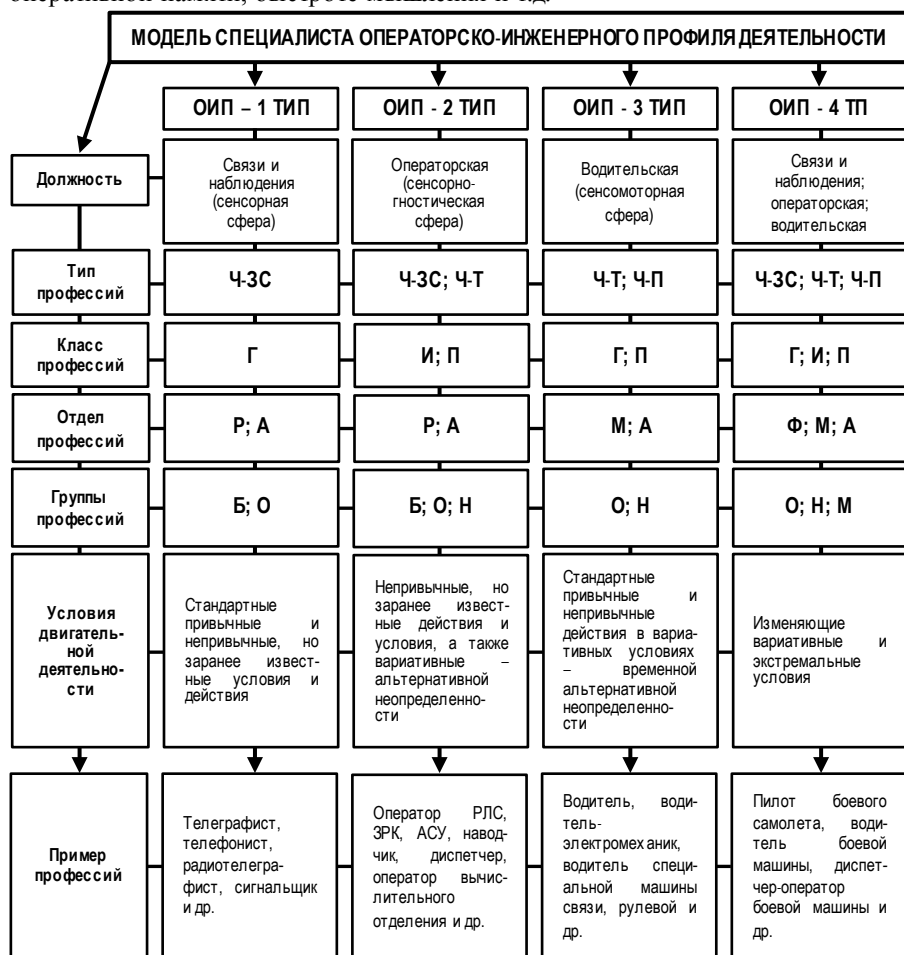 оперативной памяти, быстроте мышления и т.д.
МОДЕЛЬ СПЕЦИАЛИСТА ОПЕРАТОРСКО-ИНЖЕНЕРНОГО ПРОФИЛЯ ДЕЯТЕЛЬНОСТИ
ОИП – 1 ТИП
ОИП - 2 ТИП
ОИП - 3 ТИП
ОИП - 4 ТП
Должность
Связи и
наблюдения
(сенсорная
сфера)
Операторская
(сенсорно-
гностическая
сфера)
Водительская
(сенсомоторная
сфера)
Связи и
наблюдения;
операторская;
водительская
Тип
профессий
Ч-ЗС
Ч-ЗС; Ч-Т
Ч-Т; Ч-П
Ч-ЗС; Ч-Т; Ч-П
Класс
профессий
Г
И; П
Г; П
Г; И; П
Отдел
профессий
Р; А
Р; А
М; А
Ф; М; А
Группы
профессий
Б; О
Б; О; Н
О; Н
О; Н; М
Условия
двигатель-
ной
деятельно-
сти
Стандартные
привычные и
непривычные, но
заранее извест-
ные условия и
действия
Непривычные, но
заранее извест-
ные действия и
условия, а также
вариативные –
альтернативной
неопределенно-
сти
Стандартные
привычные и
непривычные
действия в вариа-
тивных условиях
– временной
альтернативной
неопределенно-
сти
Изменяющие
вариативные и
экстремальные
условия
Пример
профессий
Телеграфист,
телефонист,
радиотелегра-
фист, сигнальщик
и др.
Оператор РЛС,
ЗРК, АСУ, навод-
чик, диспетчер,
оператор вычис-
лительного
отделения и др.
Водитель, води-
тель-
электромеханик,
водитель специ-
альной машины
связи, рулевой и
др.
Пилот боевого
самолета, води-
тель боевой
машины, диспет-
чер-оператор
боевой машины и
др.